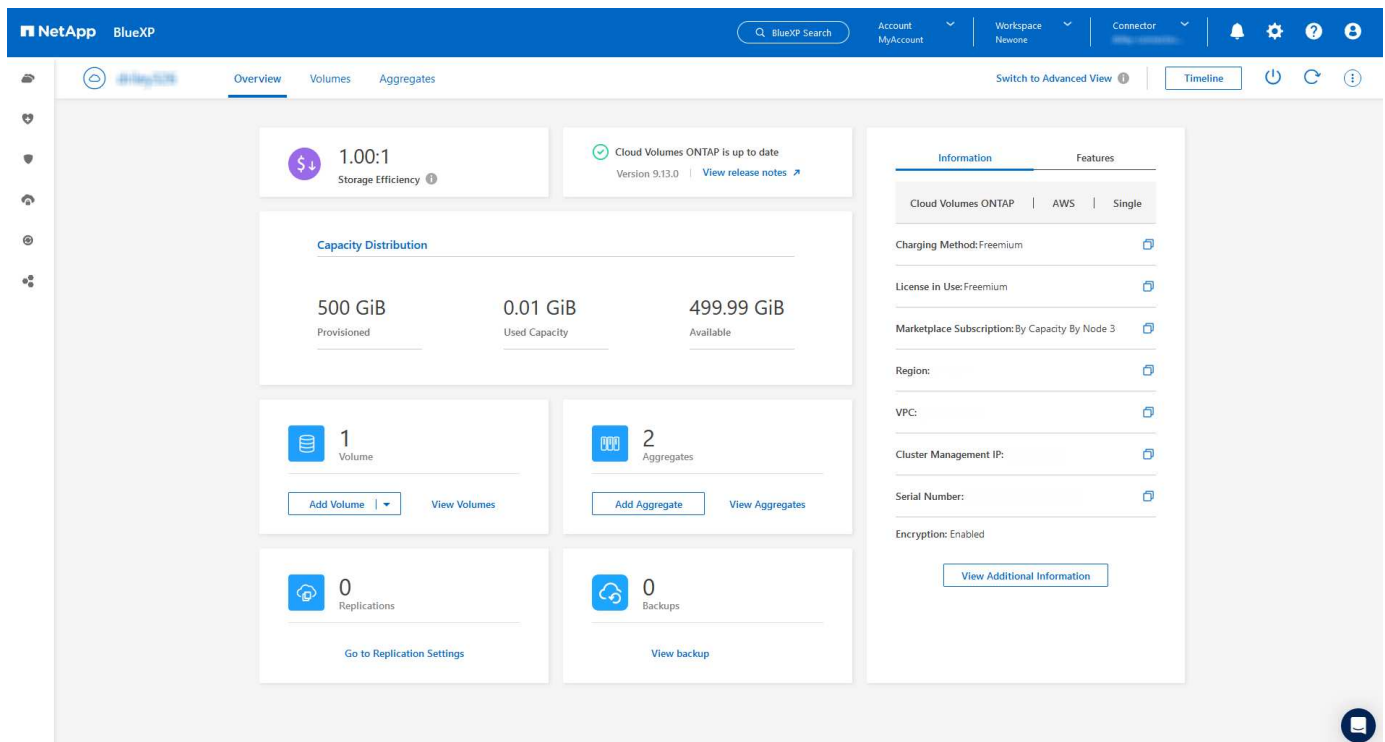 NetApp BlueXP
BlueXP Search
Account
MyAccount
Workspace
Newone
Connector
Overview
Volumes
Aggregates
Switch to Advanced View
Timeline
1.00:1
Storage Efficiency
Cloud Volumes ONTAP is up to date
Version 9.13.0 | View release notes
Capacity Distribution
500 GiB
Provisioned
0.01 GiB
Used Capacity
499.99 GiB
Available
1
Volume
Add Volume
View Volumes
2
Aggregates
Add Aggregate
View Aggregates
0
Replications
Go to Replication Settings
0
Backups
View backup
Information
Features
Cloud Volumes ONTAP | AWS | Single
Charging Method: Freemium
License in Use: Freemium
Marketplace Subscription: By Capacity By Node 3
Region:
VPC:
Cluster Management IP:
Serial Number:
Encryption: Enabled
View Additional Information